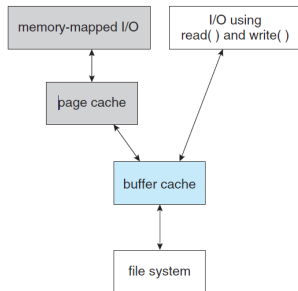 memory-mapped I/O
I/O using
read( ) and write( )
page cache
buffer cache
file system